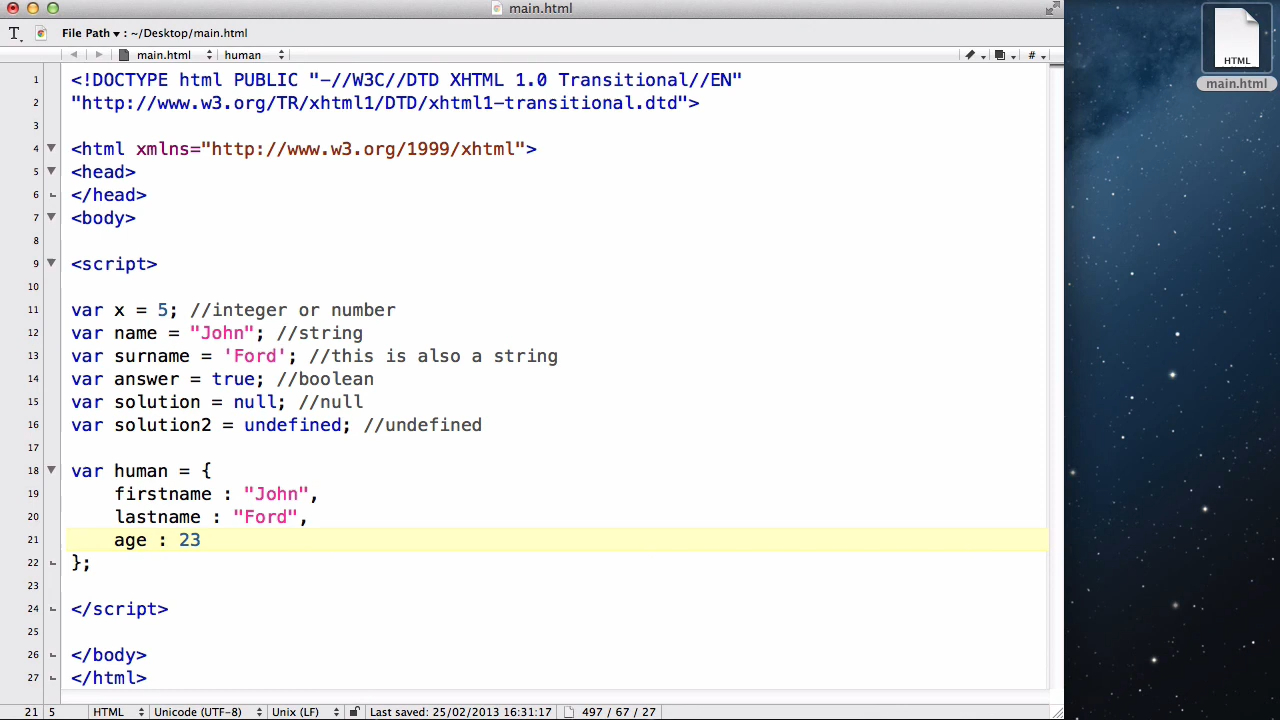 main.html
File Path : ~/Desktop/main.html
main.html human #
1 <!DOCTYPE html PUBLIC "-//W3C//DTD XHTML 1.0 Transitional//EN"
2 "http://www.w3.org/TR/xhtml1/DTD/xhtml1-transitional.dtd">
3
4 <html xmlns="http://www.w3.org/1999/xhtml">
5 <head>
6 </head>
7 <body>
8
9 <script>
10
11 var x = 5; //integer or number
12 var name = "John"; //string
13 var surname = 'Ford'; //this is also a string
14 var answer = true; //boolean
15 var solution = null; //null
16 var solution2 = undefined; //undefined
17
18 var human = {
19 firstname : "John",
20 lastname : "Ford",
21 age : 23
22 };
23
24 </script>
25
26 </body>
27 </html>
21 5 HTML Unicode (UTF-8) Unix (LF) Last saved: 25/02/2013 16:31:17 497 / 67 / 27
HTML
main.html